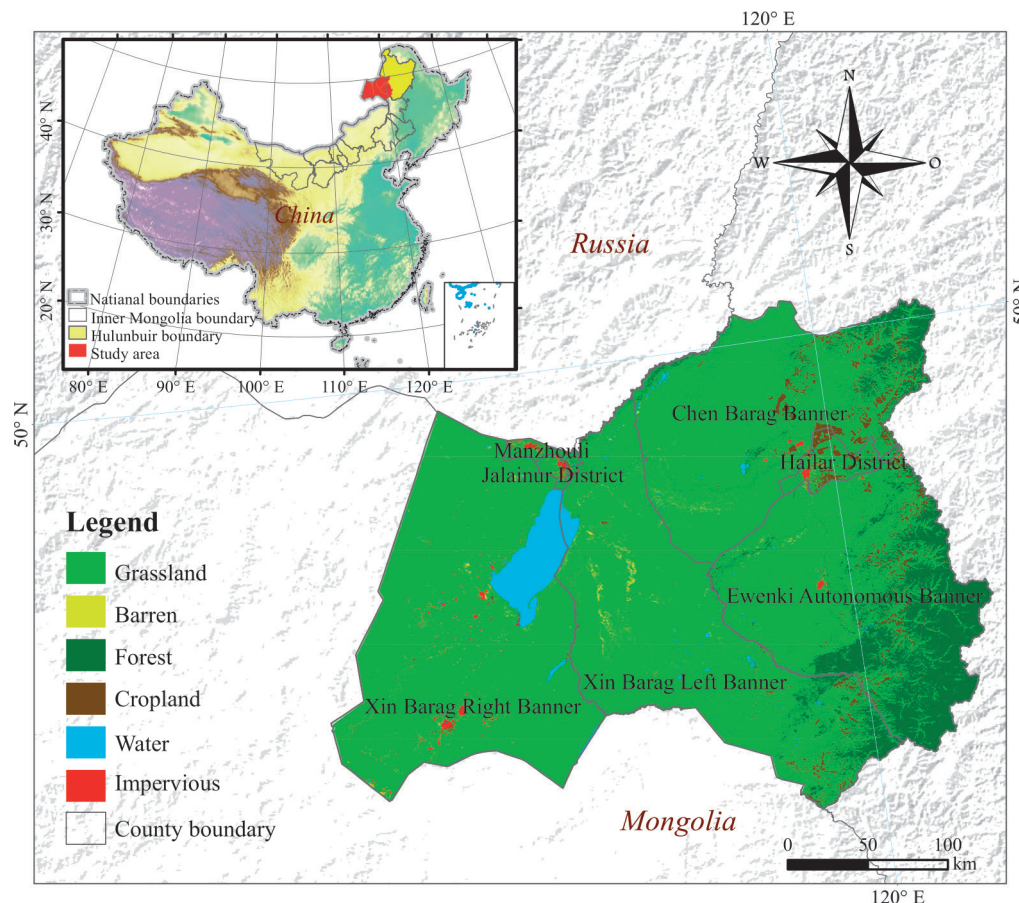 120° E
N
W
O
S
Russia
China
40° N
30° N
20° N
Natianal boundaries
Inner Mongolia boundary
Hulunbuir boundary
Study area
80° E
90° E
100° E
110° E
120° E
50° N
50° N
Chen Barag Banner
Manzhouli
Hailar District
Jalainur District
Legend
Grassland
Barren
Forest
Cropland
Water
Impervious
County boundary
Ewenki Autonomous Banner
Xin Barag Left Banner
Xin Barag Right Banner
Mongolia
0 50 100
km
120° E